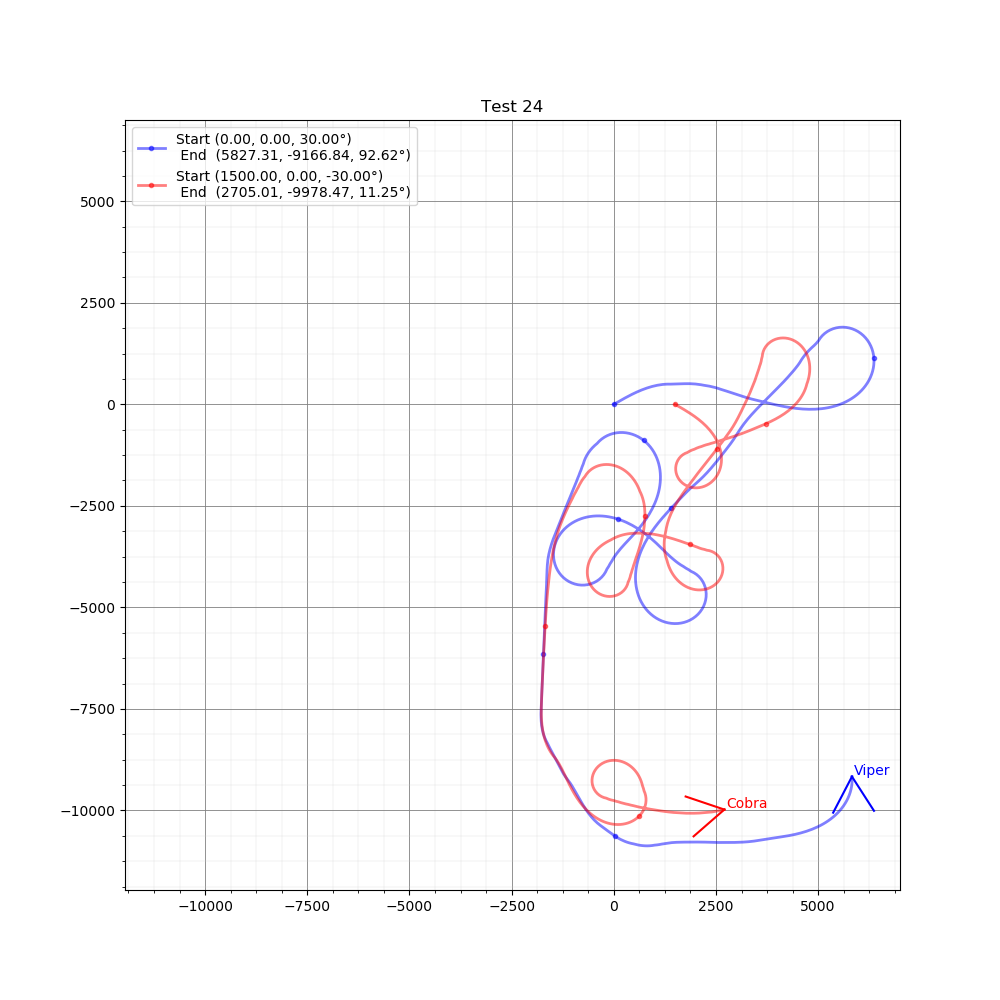 Test 24
Start (0.00, 0.00, 30.00°)
End  (5827.31, -9166.84, 92.62°)
Start (1500.00, 0.00, -30.00°)
End  (2705.01, -9978.47, 11.25°)
5000
2500
0
−2500
−5000
−7500
−10000
Viper
Cobra
−10000
−7500
−5000
−2500
0
2500
5000